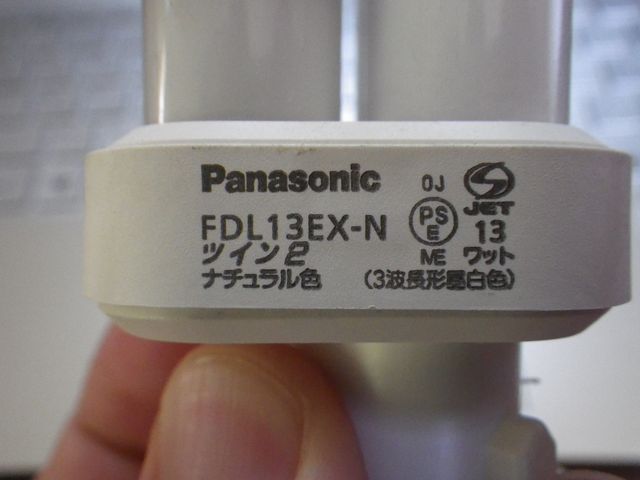 Panasonic
0J
JET
FDL13EX-N
PS
E
13
ツイン2
ME
ワット
ナチュラル色
(3波長形昼白色)